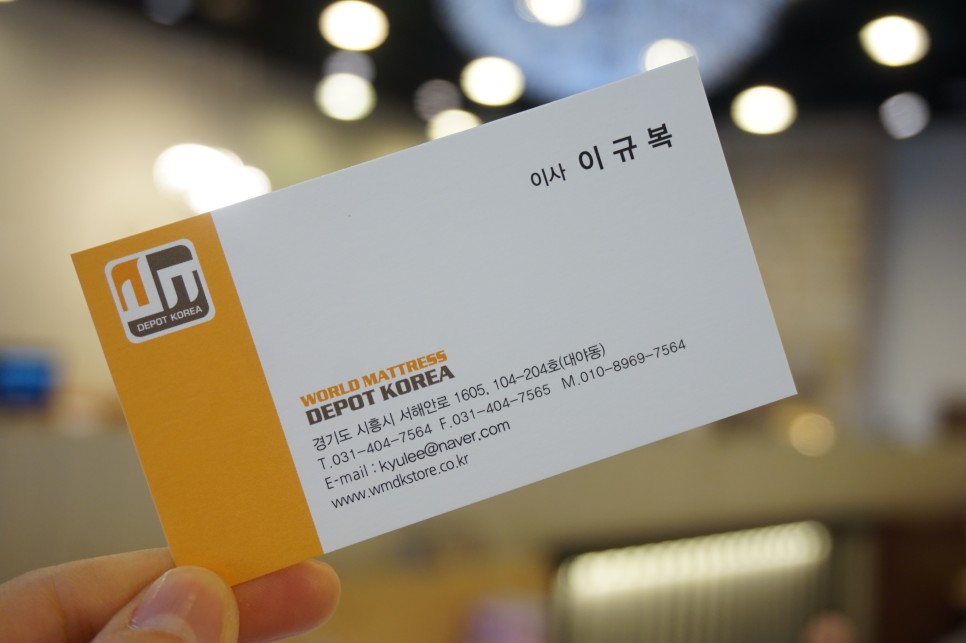 이사 이규복
DEPOT KOREA
WORLD MATTRESS
DEPOT KOREA
경기도 시흥시 서해안로 1605, 104-204호(대야동)
T.031-404-7564 F.031-404-7565 M.010-8969-7564
E-mail : kyulee@naver.com
www.wmdkstore.co.kr